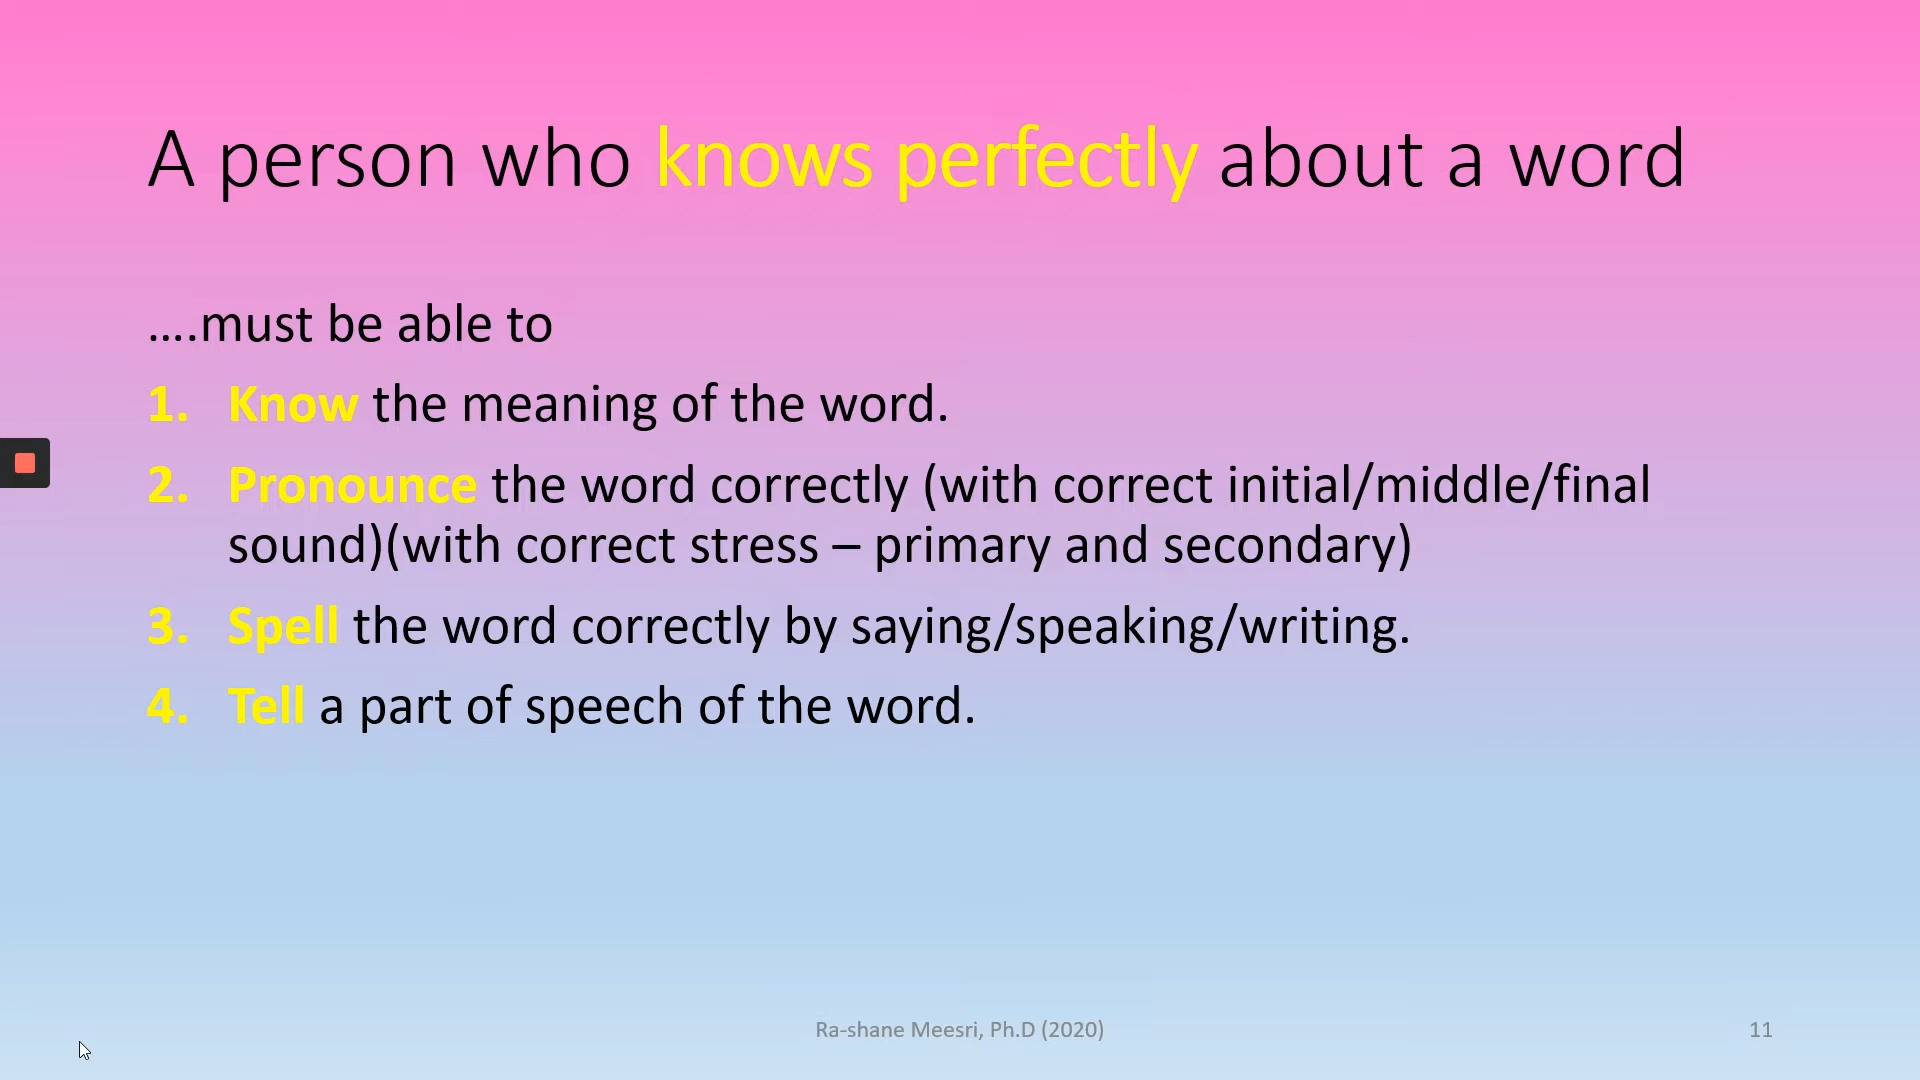 A person who knows perfectly about a word
....must be able to
1. Know the meaning of the word.
2. Pronounce the word correctly (with correct initial/middle/final
sound)(with correct stress – primary and secondary)
3. Spell the word correctly by saying/speaking/writing.
4. Tell a part of speech of the word.
Ra-shane Meesri, Ph.D (2020)
11